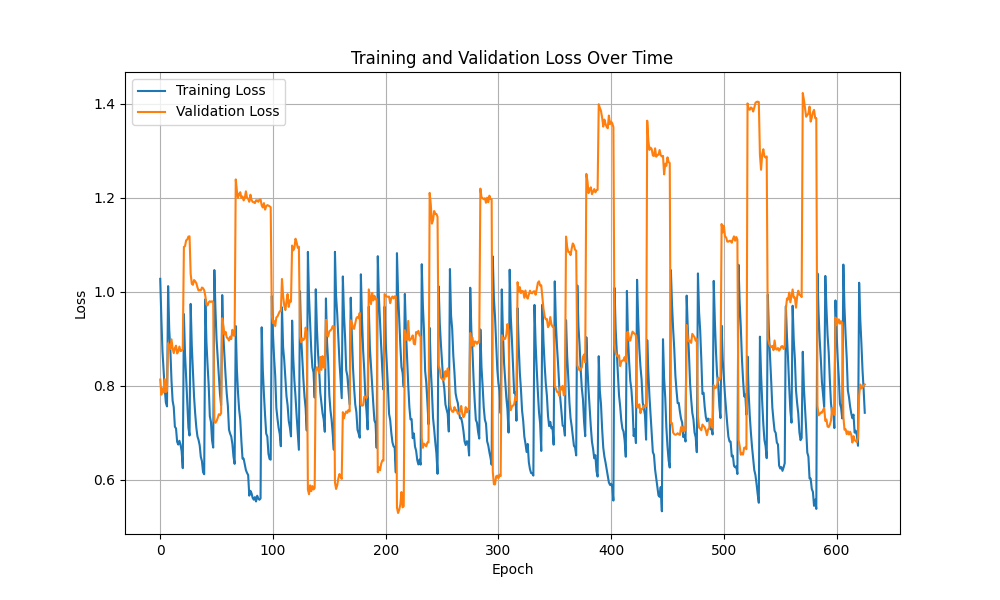 Training and Validation Loss Over Time
Training Loss
Validation Loss
1.4
1.2
1.0
0.8
0.6
Loss
0
100
200
300
400
500
600
Epoch